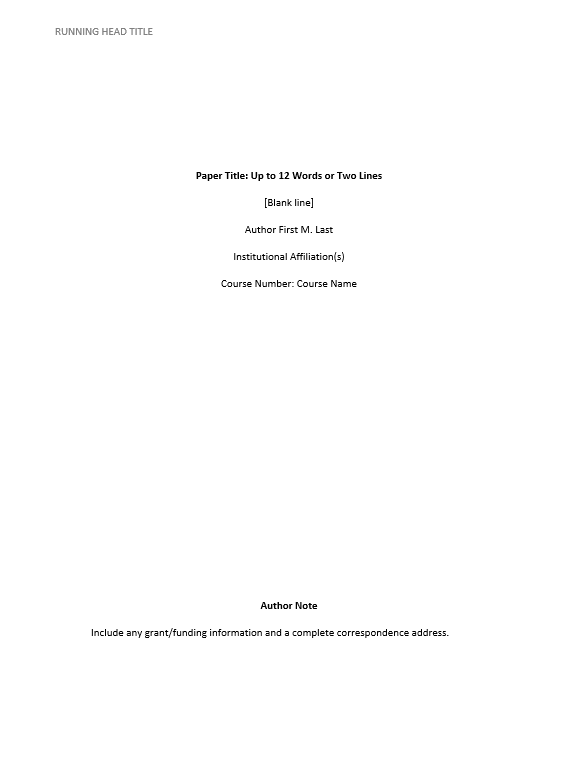 RUNNING HEAD TITLE
Paper Title: Up to 12 Words or Two Lines
[Blank line]
Author First M. Last
Institutional Affiliation(s)
Course Number: Course Name
Author Note
Include any grant/funding information and a complete correspondence address.